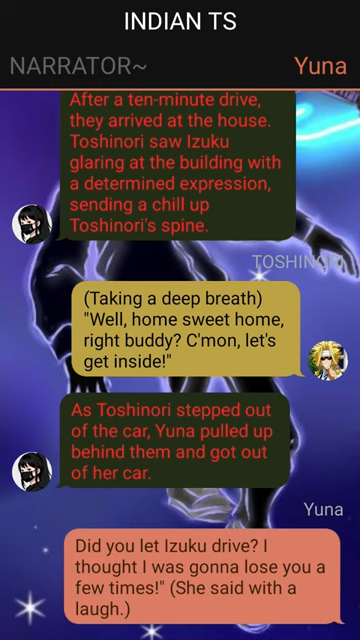 INDIAN TS
NARRATOR~ Yuna
After a ten-minute drive,
they arrived at the house.
Toshinori saw Izuku
glaring at the building with
a determined expression,
sending a chill up
Toshinori's spine.
TOSHINORI
(Taking a deep breath)
"Well, home sweet home,
right buddy? C'mon, let's
get inside!"
As Toshinori stepped out
of the car, Yuna pulled up
behind them and got out
of her car.
Yuna
Did you let Izuku drive? I
thought I was gonna lose you a
few times!" (She said with a
laugh.)